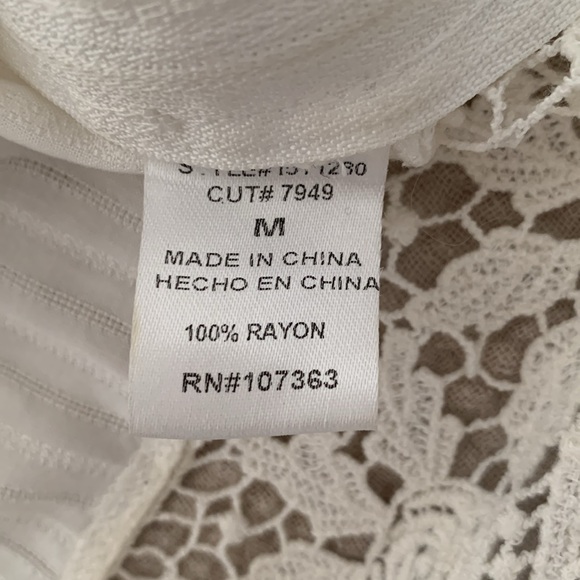 CUT# 7949
M
MADE IN CHINA
HECHO EN CHINA
100% RAYON
RN#107363